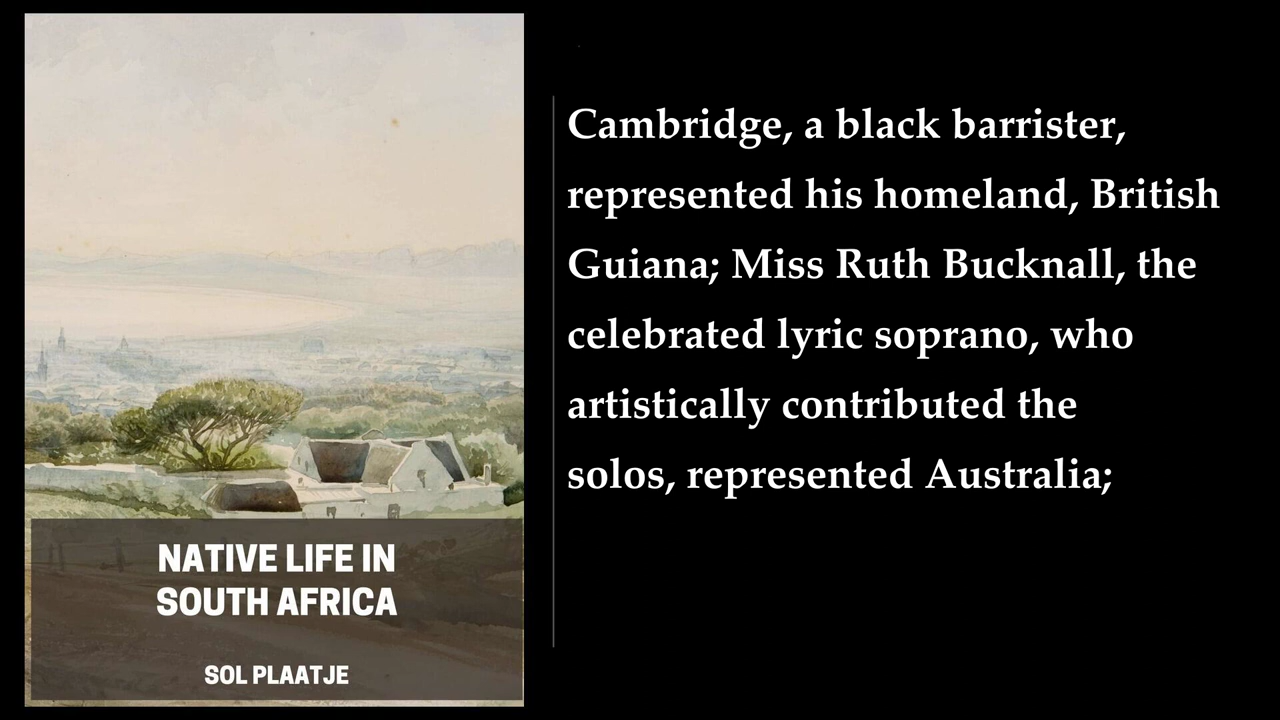 NATIVE LIFE IN
SOUTH AFRICA
SOL PLAATJE
Cambridge, a black barrister,
represented his homeland, British
Guiana; Miss Ruth Bucknall, the
celebrated lyric soprano, who
artistically contributed the
solos, represented Australia;